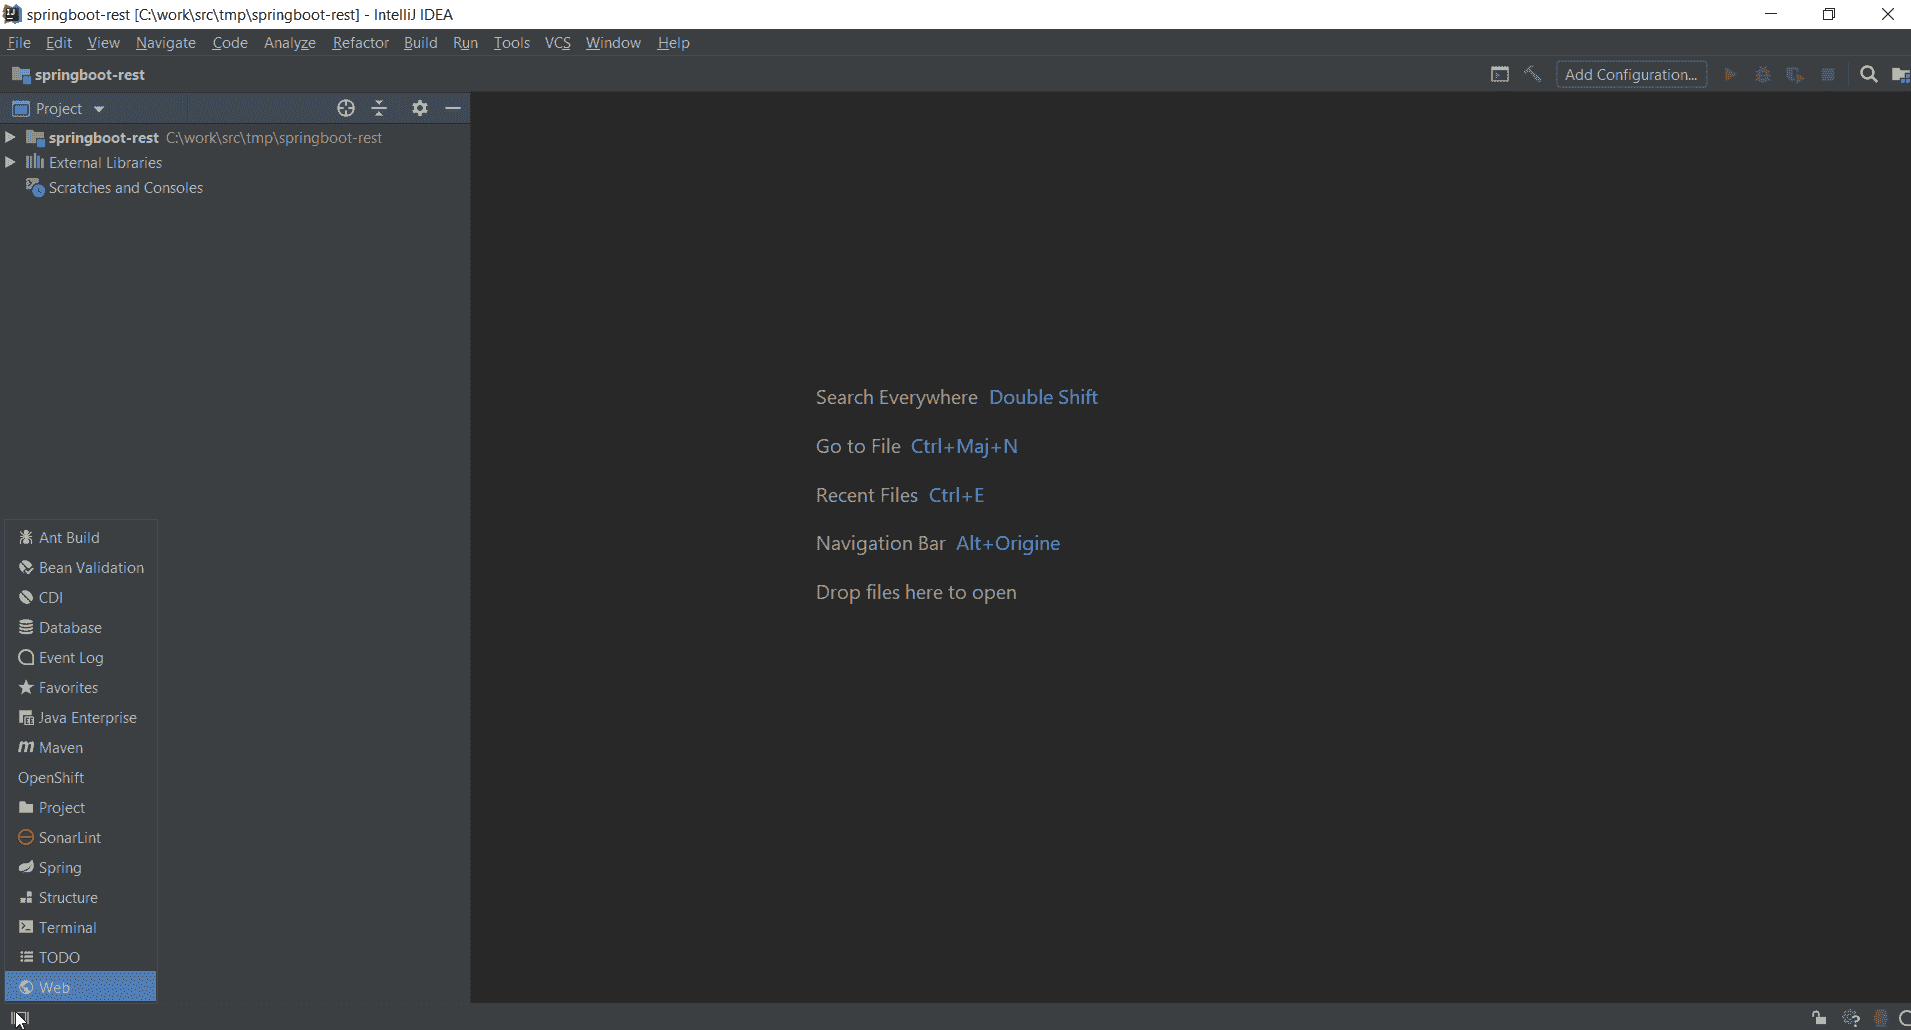 springboot-rest [C:\work\src\tmp\springboot-rest] - IntelliJ IDEA
File Edit View Navigate Code Analyze Refactor Build Run Tools VCS Window Help
springboot-rest
Add Configuration...
Project
springboot-rest C:\work\src\tmp\springboot-rest
External Libraries
Scratches and Consoles
Search Everywhere Double Shift
Go to File Ctrl+Maj+N
Recent Files Ctrl+E
Navigation Bar Alt+Origine
Drop files here to open
Ant Build
Bean Validation
CDI
Database
Event Log
Favorites
Java Enterprise
Maven
OpenShift
Project
SonarLint
Spring
Structure
Terminal
TODO
Web